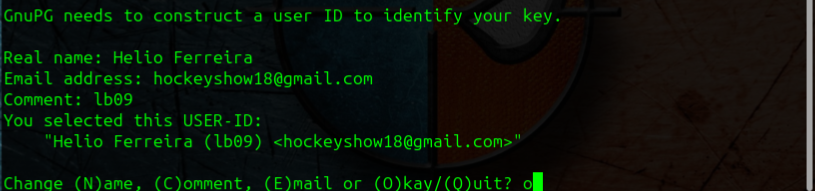 GnuPG needs to construct a user ID to identify your key.
Real name: Helio Ferreira
Email address: hockeyshow18@gmail.com
Comment: lb09
You selected this USER-ID:
"Helio Ferreira (lb09) <hockeyshow18@gmail.com>"
Change (N)ame, (C)omment, (E)mail or (O)kay/(Q)uit? o